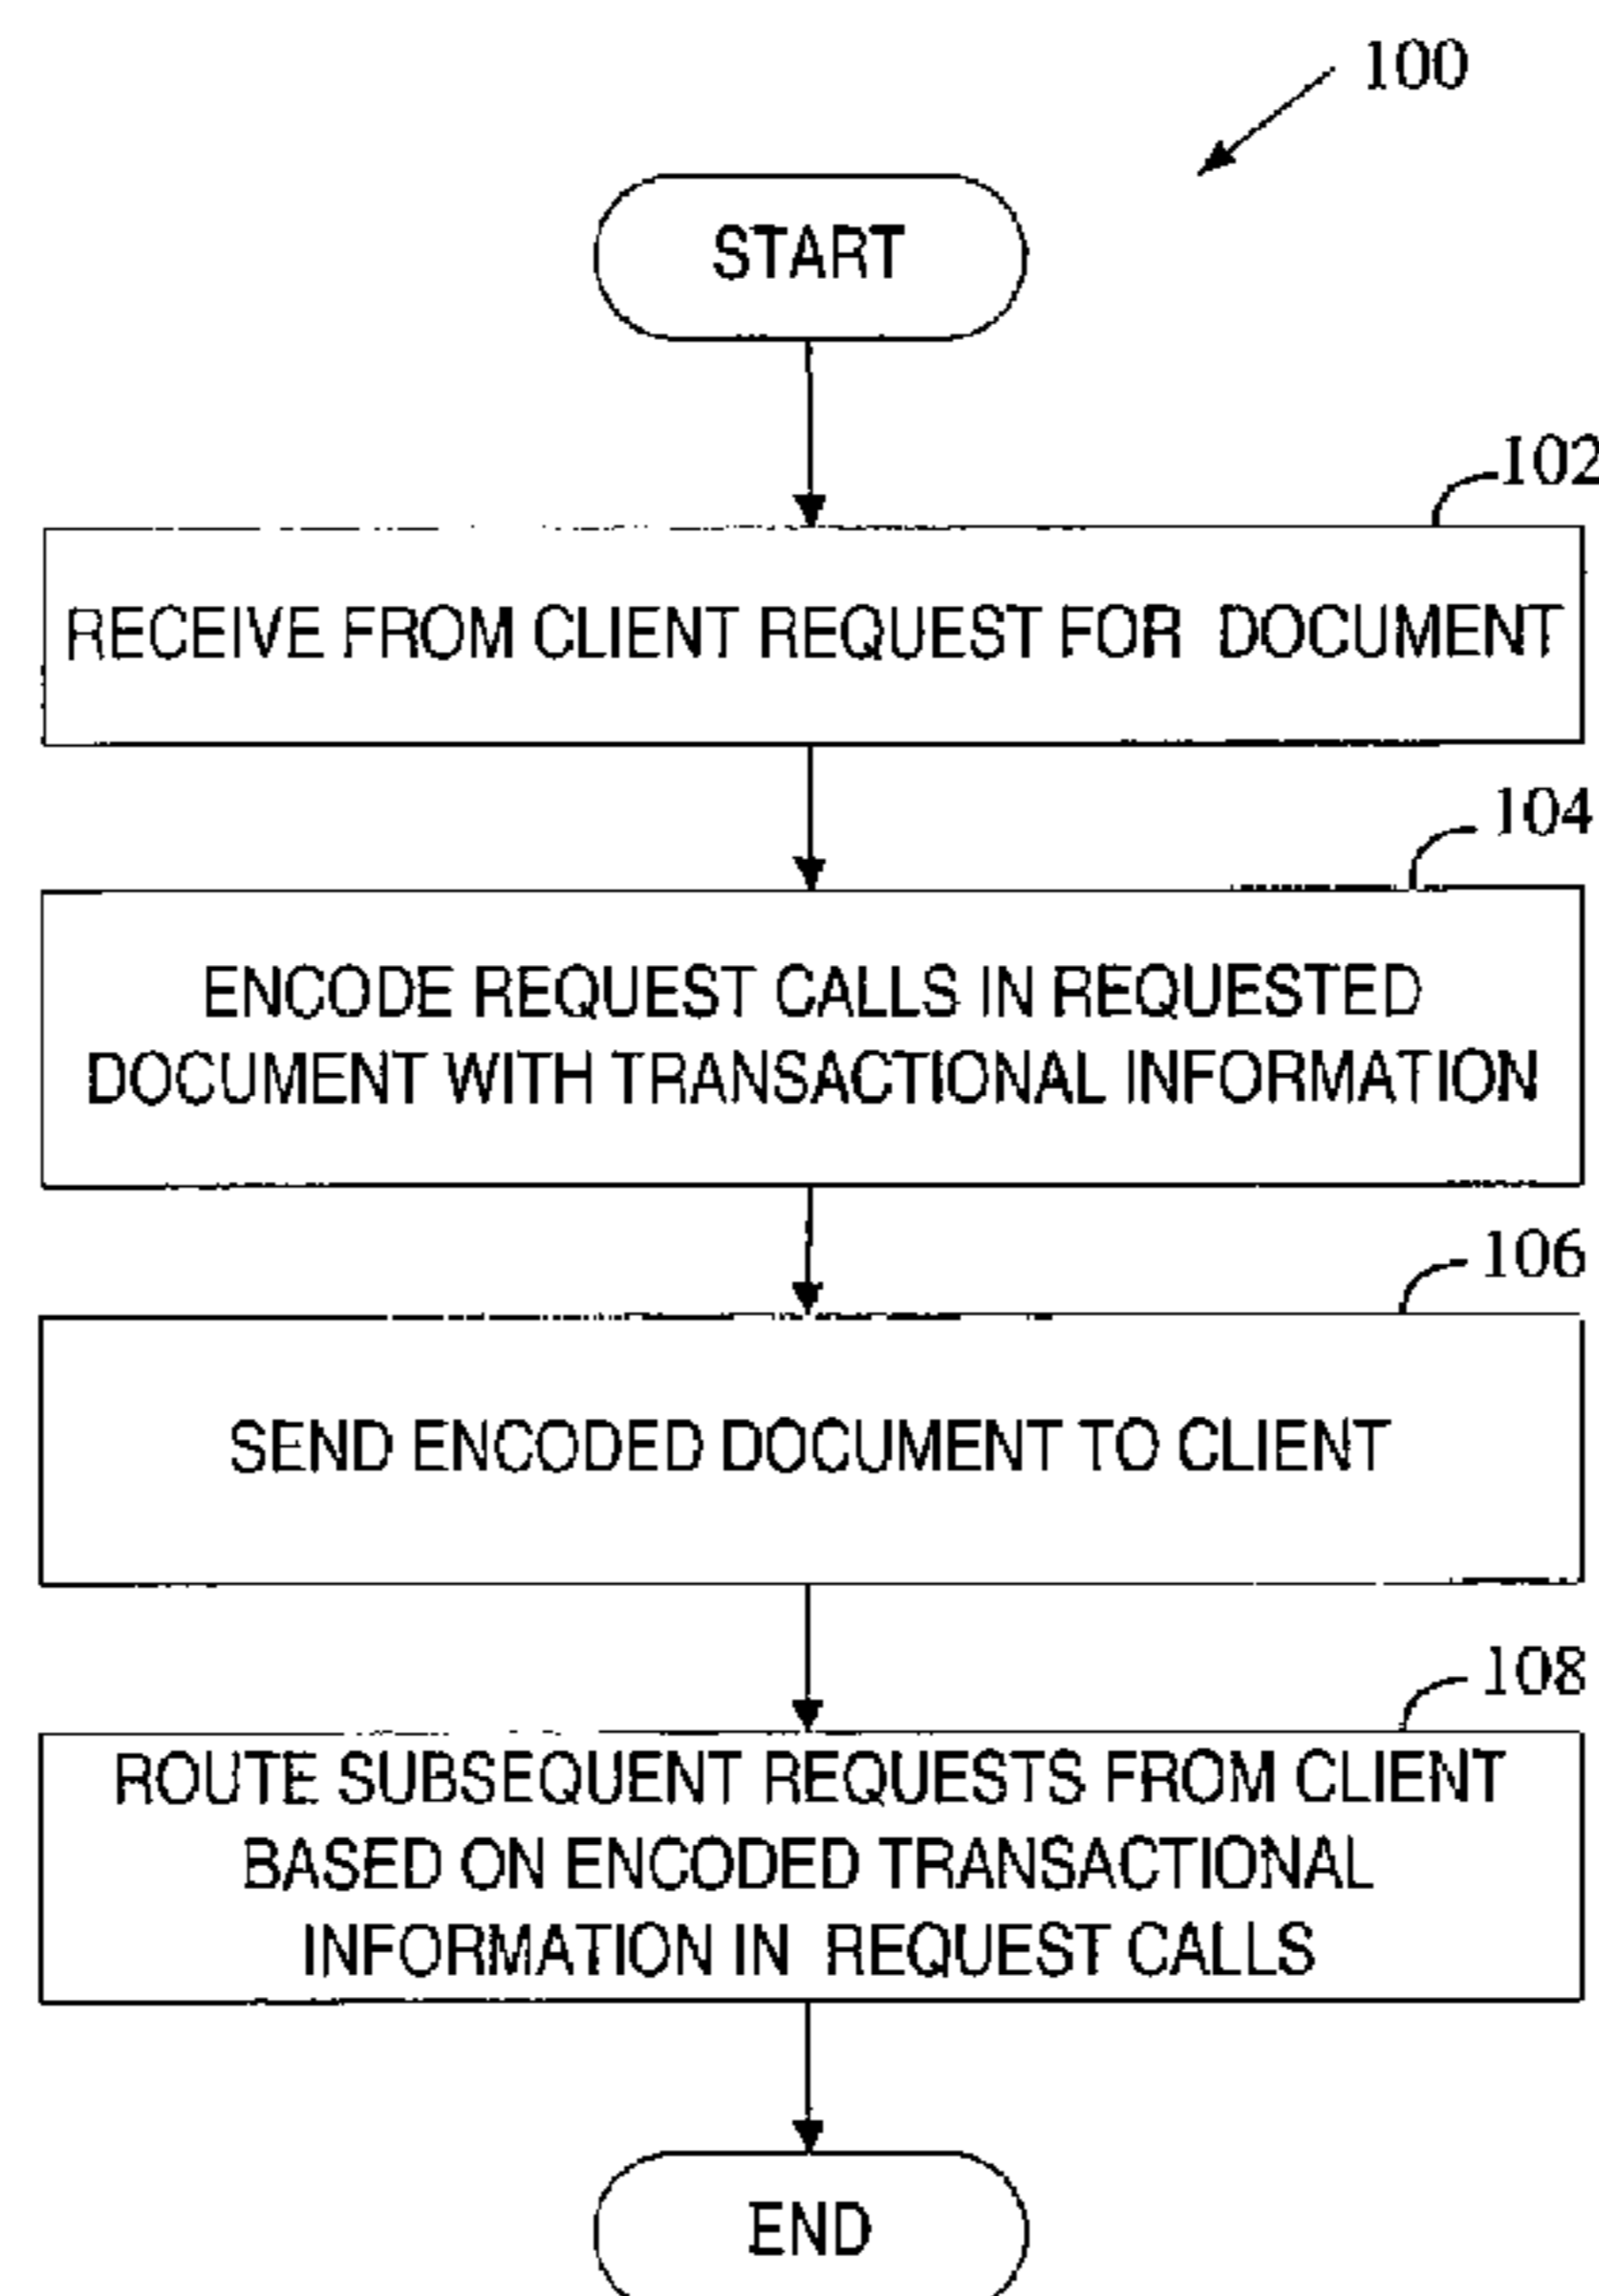 100
START
102
RECEIVE FROM CLIENT REQUEST FOR DOCUMENT
104
ENCODE REQUEST CALLS IN REQUESTED
DOCUMENT WITH TRANSACTIONAL INFORMATION
106
SEND ENCODED DOCUMENT TO CLIENT
108
ROUTE SUBSEQUENT REQUESTS FROM CLIENT
BASED ON ENCODED TRANSACTIONAL
INFORMATION IN REQUEST CALLS
END